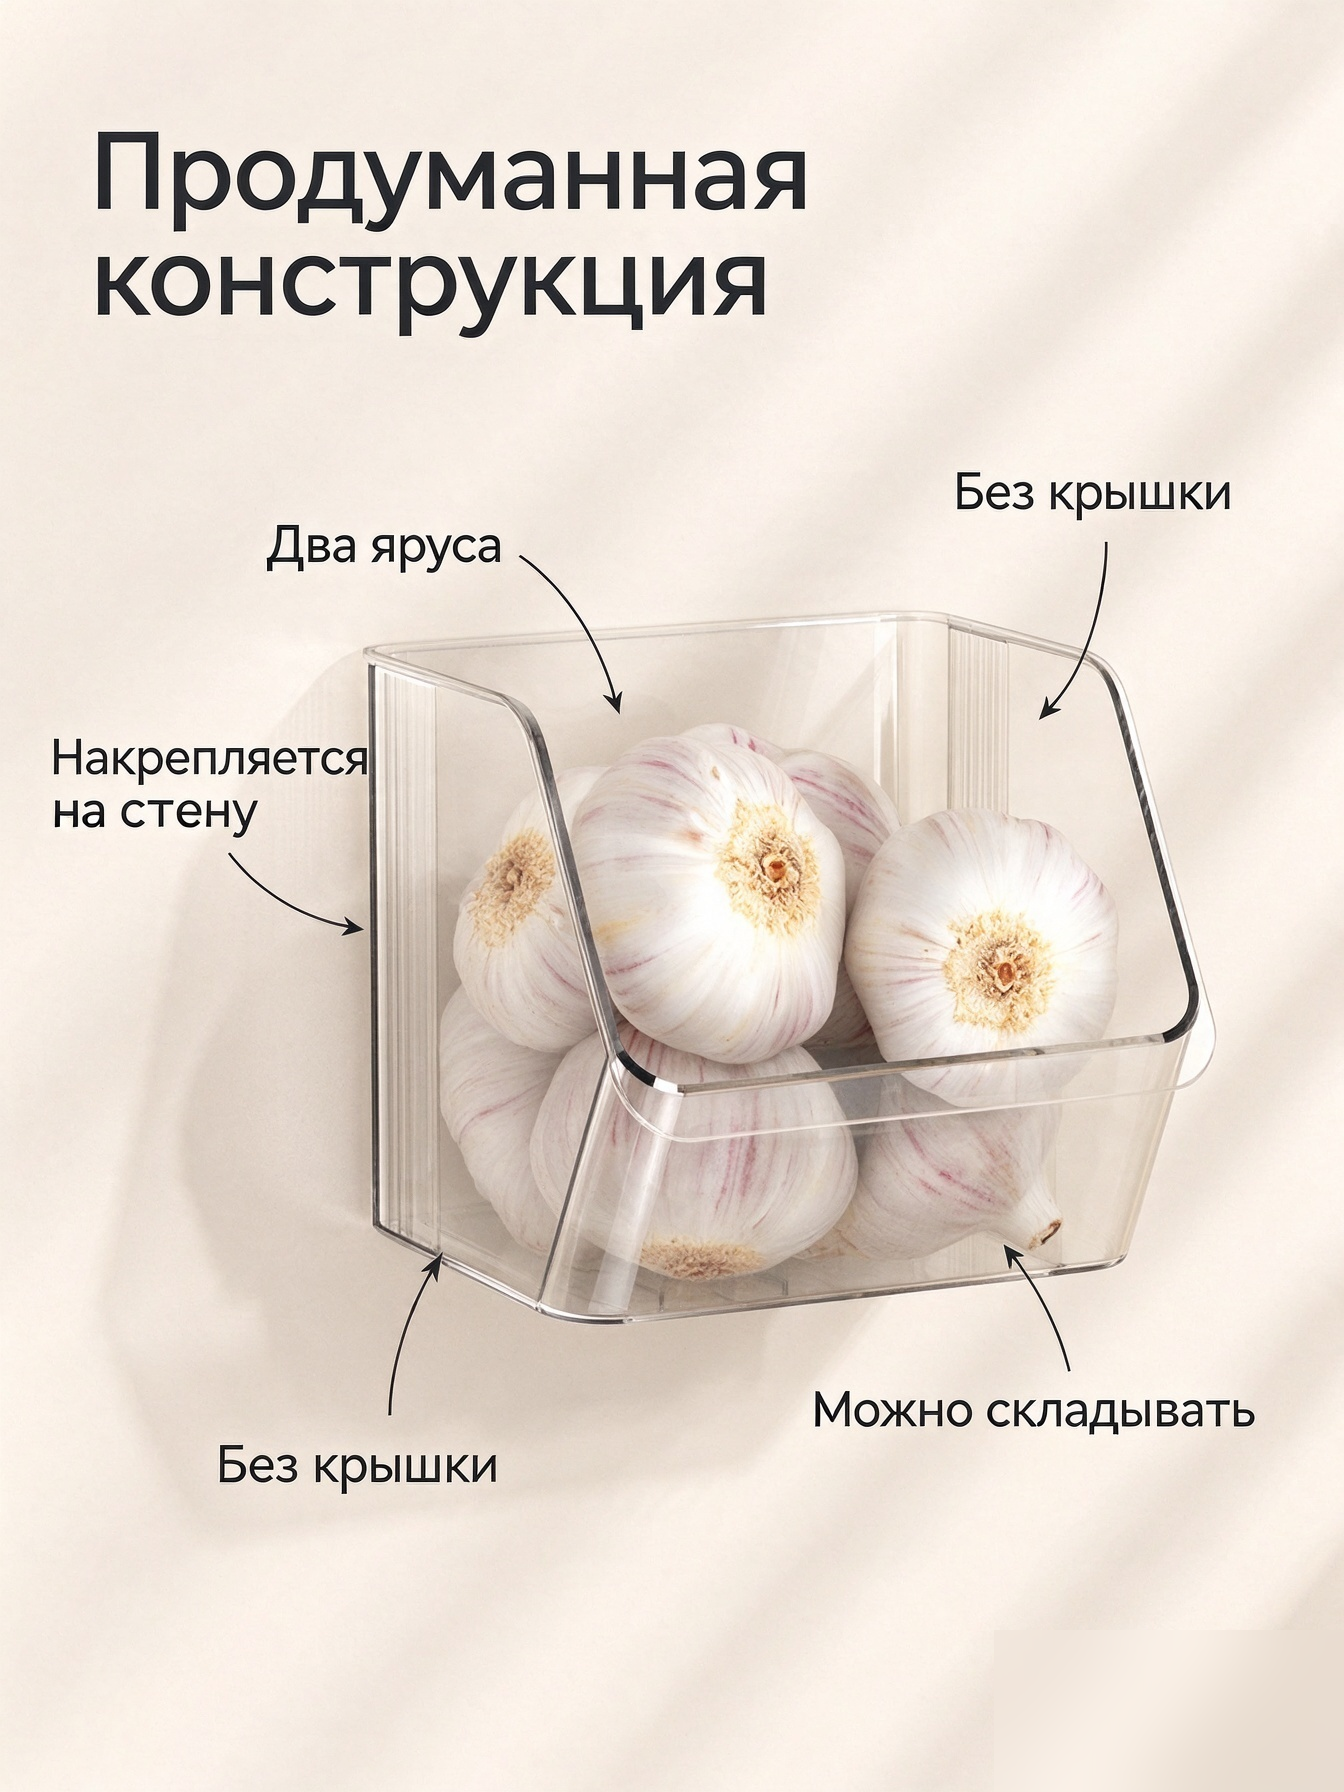 Продуманная
конструкция
Без крышки
Два яруса
Накрепляется
на стену
Можно складывать
Без крышки